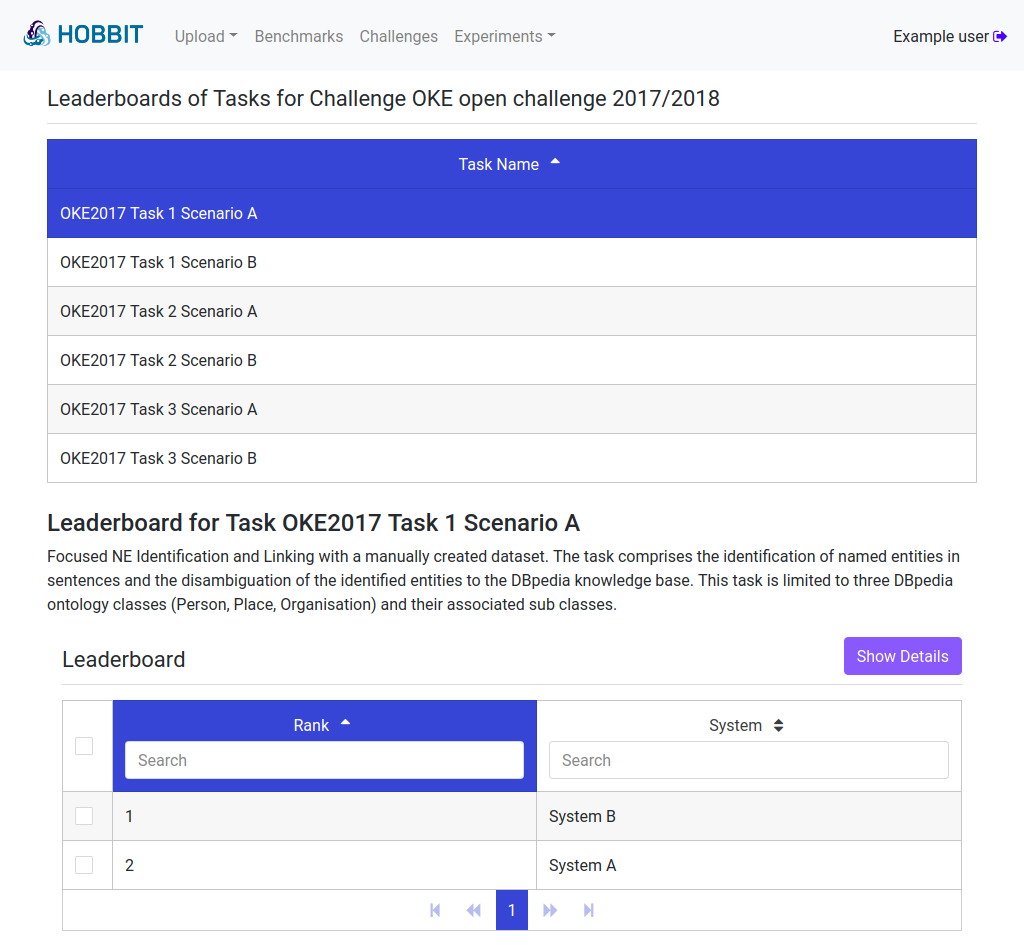 HOBBIT Upload Benchmarks Challenges Experiments Example user
Leaderboards of Tasks for Challenge OKE open challenge 2017/2018
Task Name
OKE2017 Task 1 Scenario A
OKE2017 Task 1 Scenario B
OKE2017 Task 2 Scenario A
OKE2017 Task 2 Scenario B
OKE2017 Task 3 Scenario A
OKE2017 Task 3 Scenario B
Leaderboard for Task OKE2017 Task 1 Scenario A
Focused NE Identification and Linking with a manually created dataset. The task comprises the identification of named entities in
sentences and the disambiguation of the identified entities to the DBpedia knowledge base. This task is limited to three DBpedia
ontology classes (Person, Place, Organisation) and their associated sub classes.
Leaderboard Show Details
Rank System
Search Search
1 System B
2 System A
1